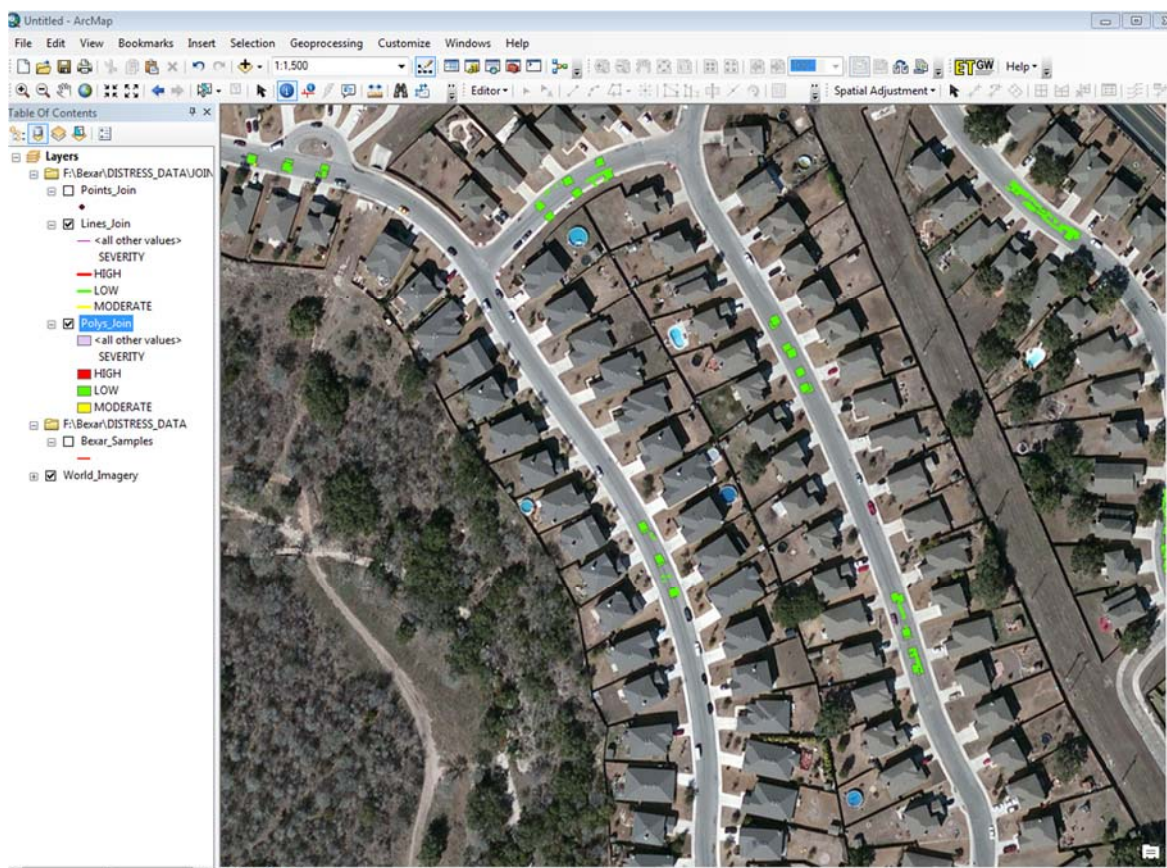 Untitled - ArcMap
File Edit View Bookmarks Insert Selection Geoprocessing Customize Windows Help
1:1,500
ET GW Help
Editor
Spatial Adjustment
Table Of Contents
Layers
F:\Bexar\DISTRESS_DATA\JOIN
Points_Join
Lines_Join
<all other values>
SEVERITY
HIGH
LOW
MODERATE
Polys_Join
<all other values>
SEVERITY
HIGH
LOW
MODERATE
F:\Bexar\DISTRESS_DATA
Bexar_Samples
World_Imagery